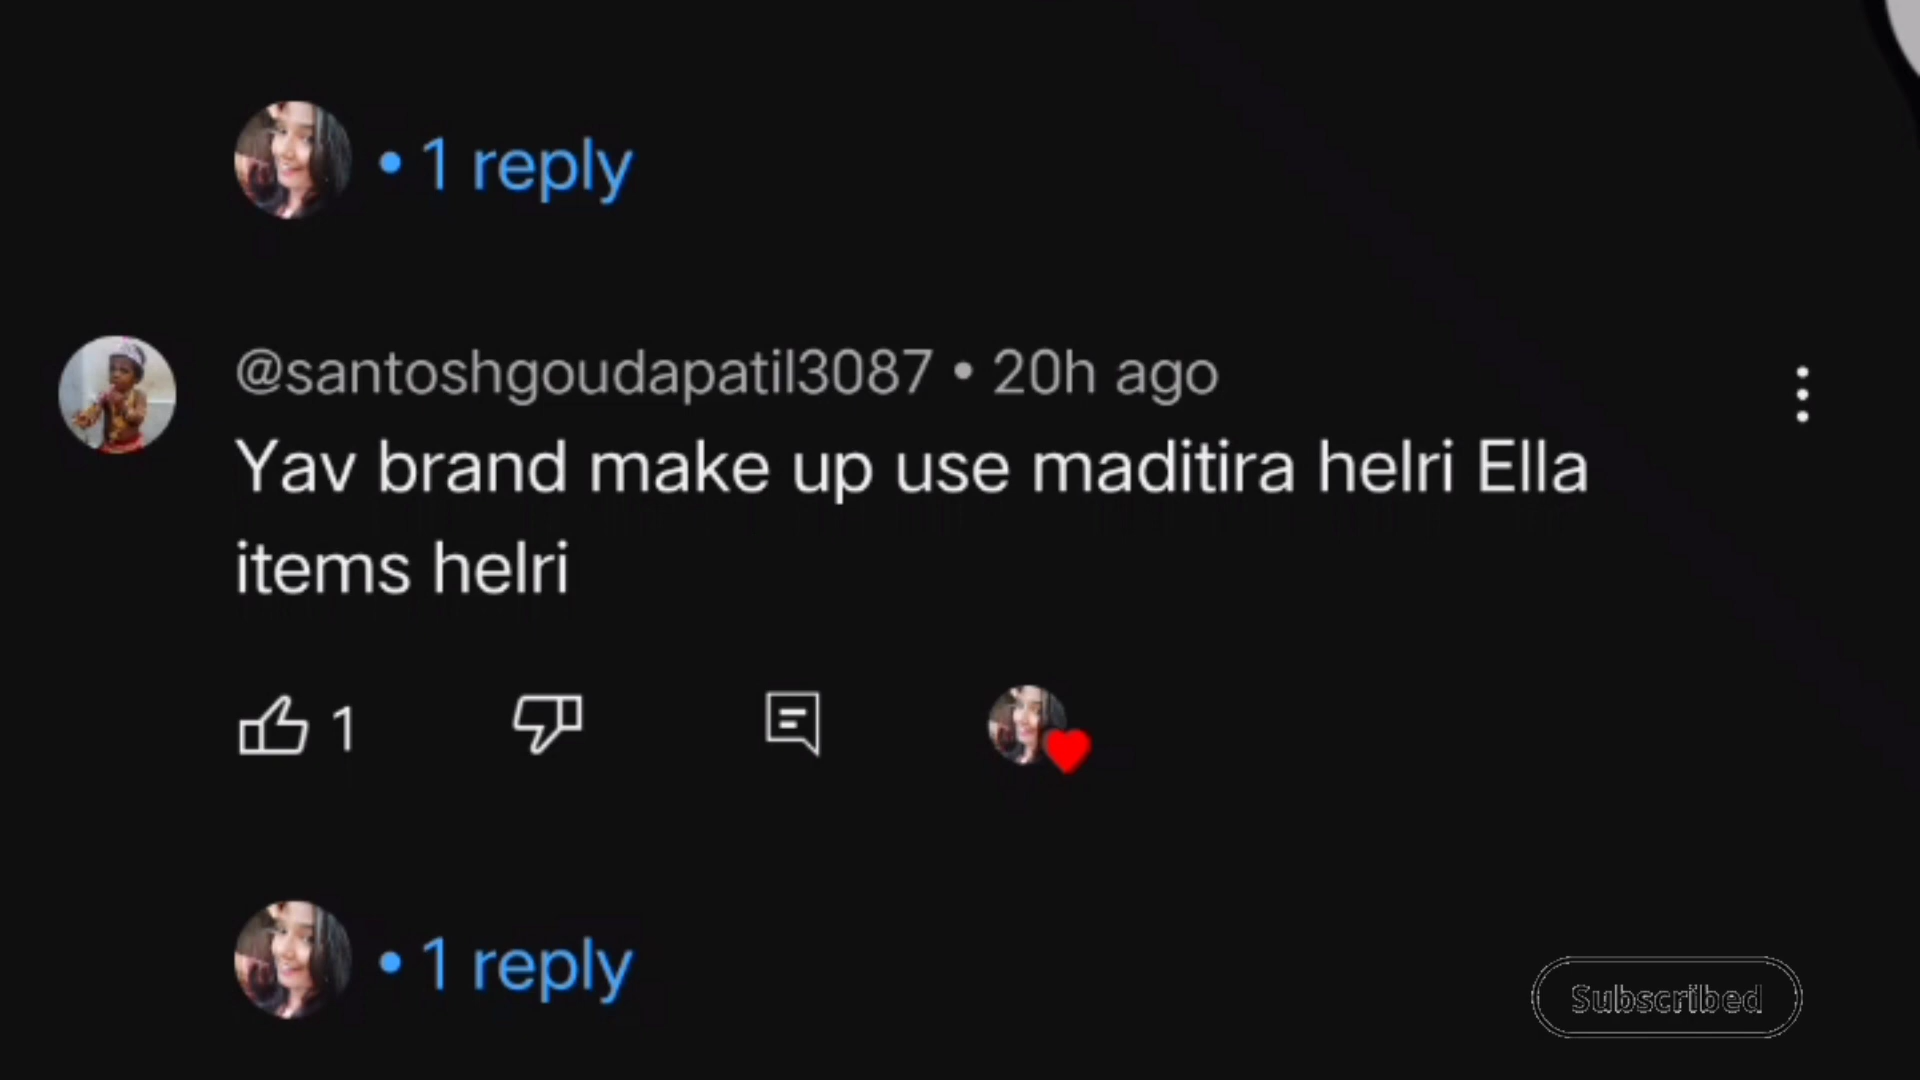 • 1 reply
@santoshgoudapatil3087 • 20h ago
Yav brand make up use maditira helri Ella
items helri
1
• 1 reply
Subscribed